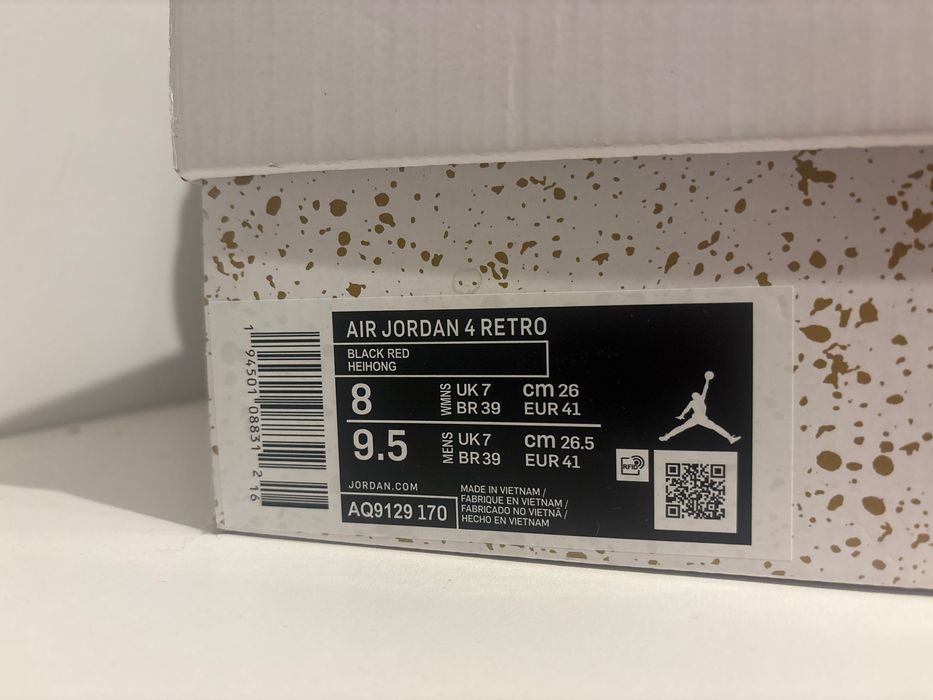 AIR JORDAN 4 RETRO
BLACK RED
HEIHONG
8
WMNS
UK 7
BR 39
cm 26
EUR 41
9.5
MENS
UK 7
BR 39
cm 26.5
EUR 41
RFID
JORDAN.COM
AQ9129 170
MADE IN VIETNAM /
FABRIQUE EN VIETNAM /
FABRICADO NO VIETNÃ /
HECHO EN VIETNAM
1 94501 08831 2 16